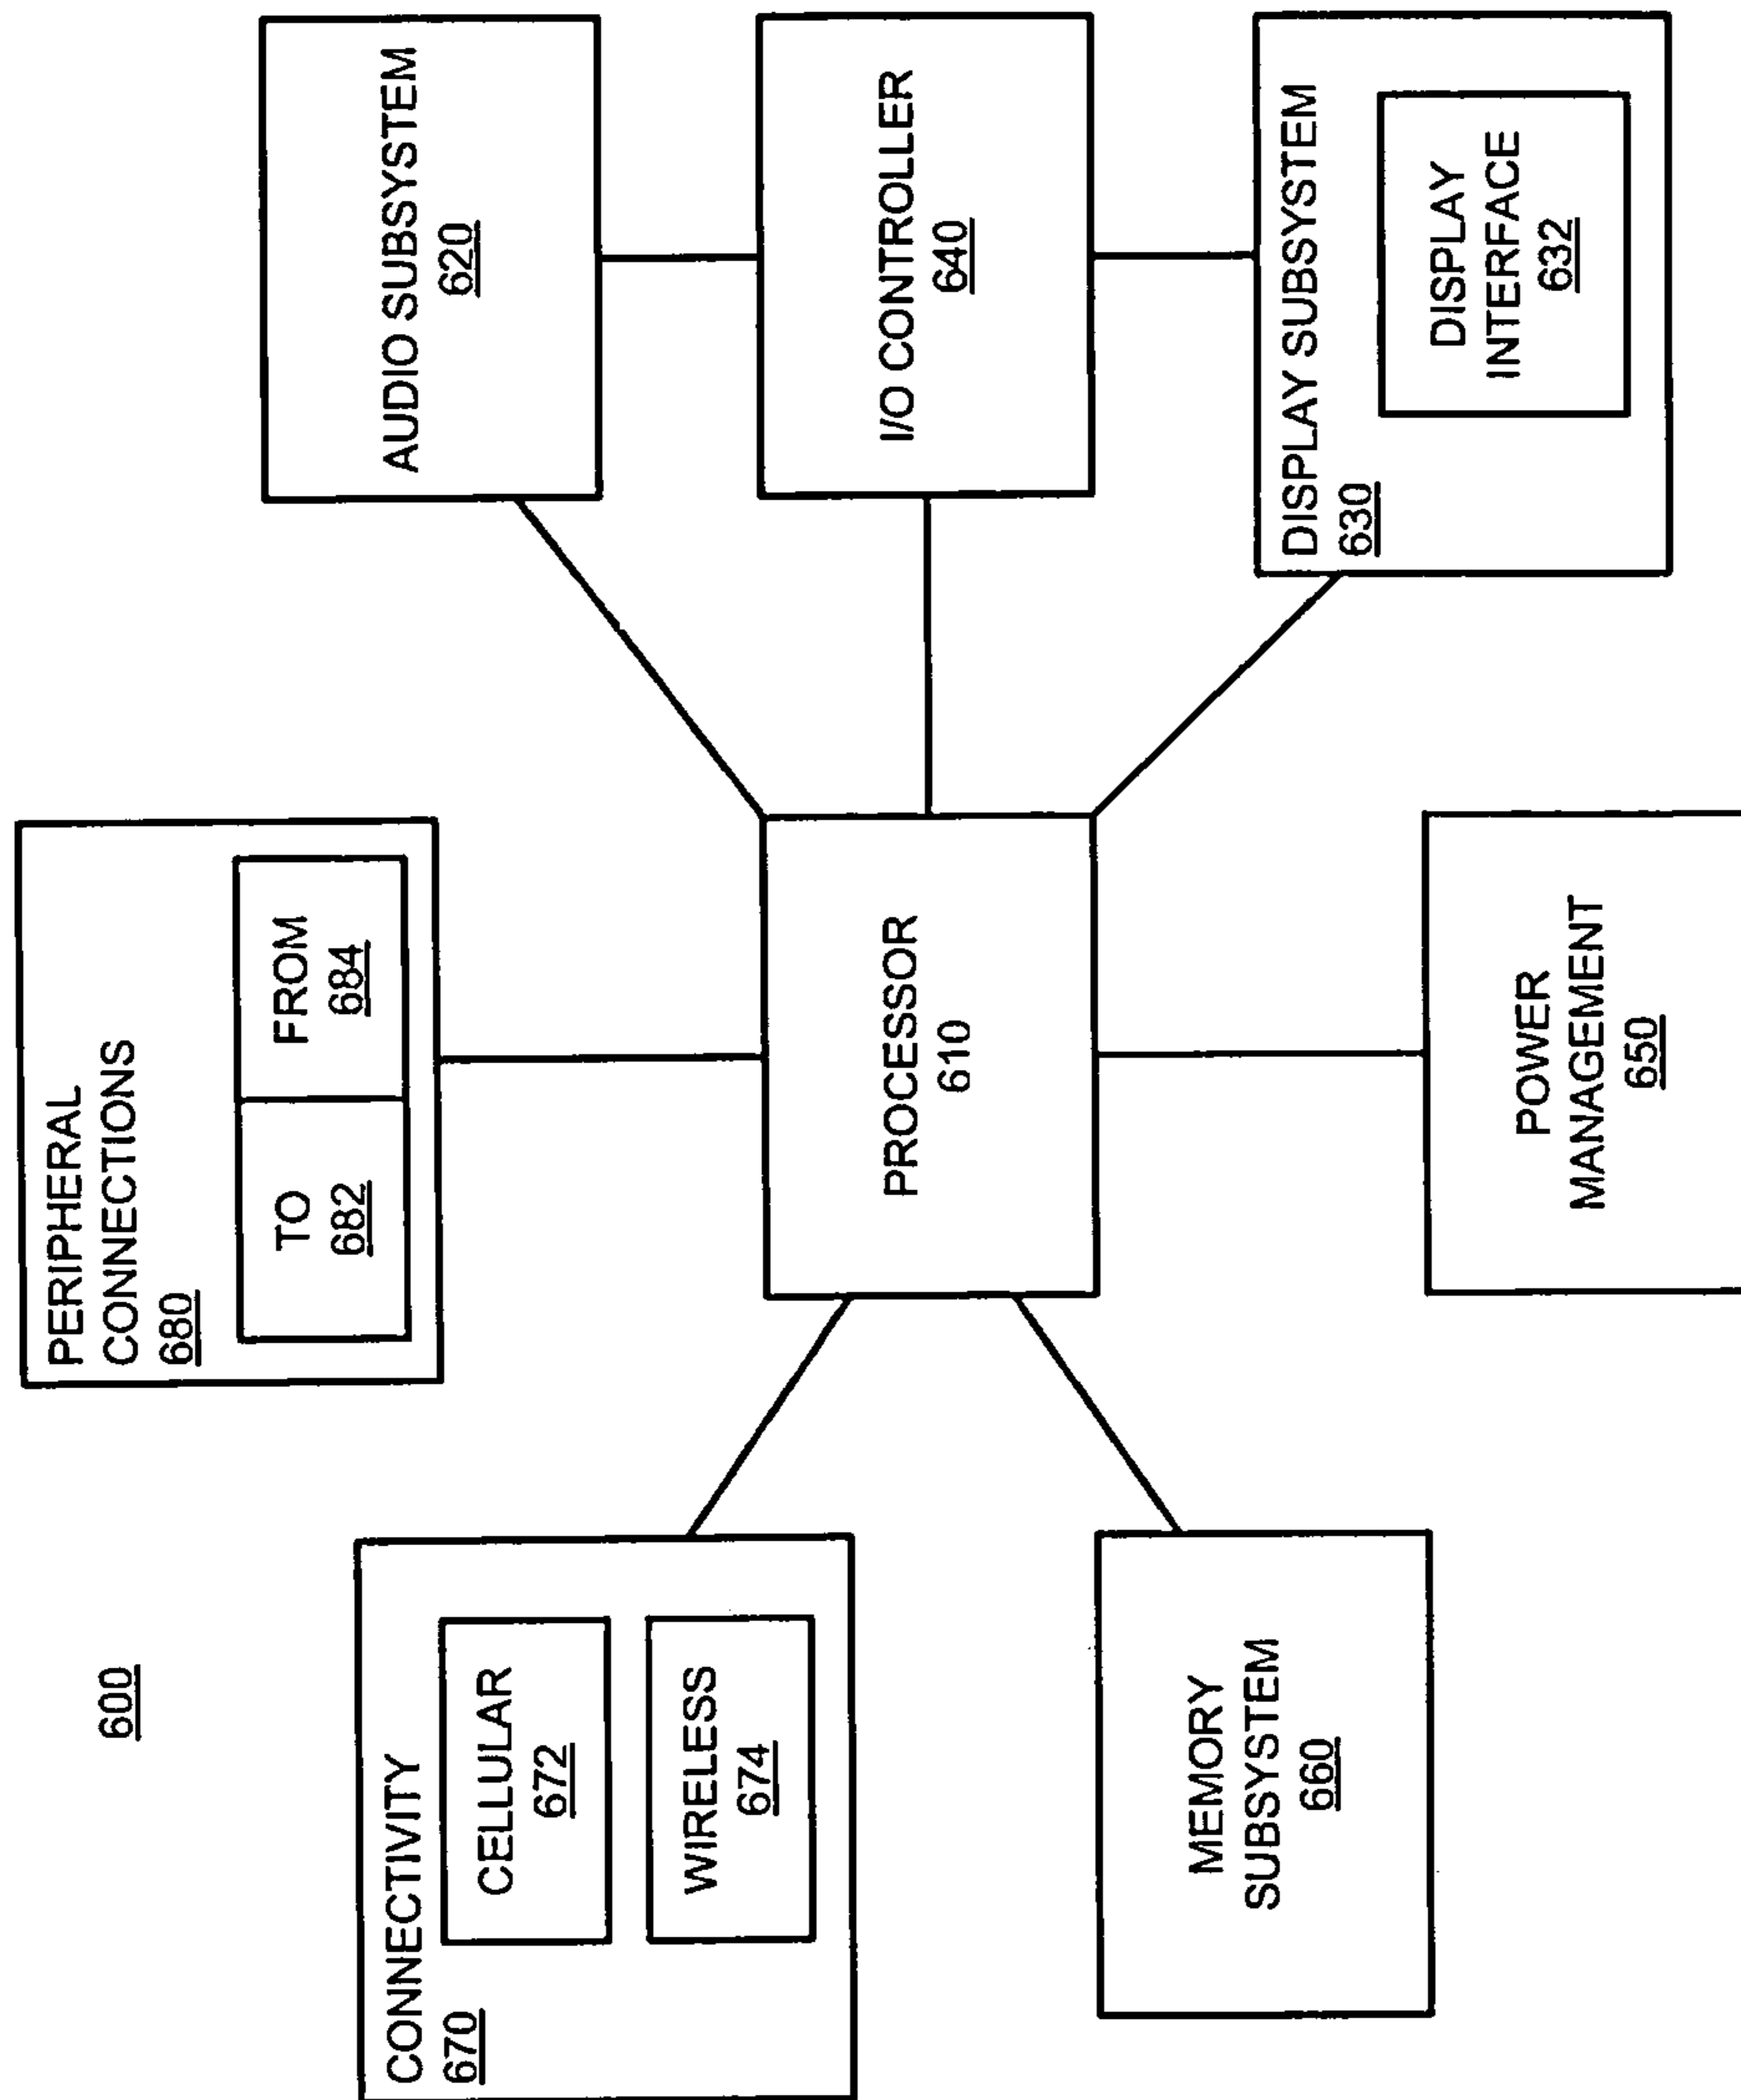 600
PERIPHERAL
CONNECTIONS
680
TO
682
FROM
684
CONNECTIVITY
670
CELLULAR
672
WIRELESS
674
AUDIO SUBSYSTEM
620
PROCESSOR
610
I/O CONTROLLER
640
MEMORY
SUBSYSTEM
660
POWER
MANAGEMENT
650
DISPLAY SUBSYSTEM
630
DISPLAY
INTERFACE
632